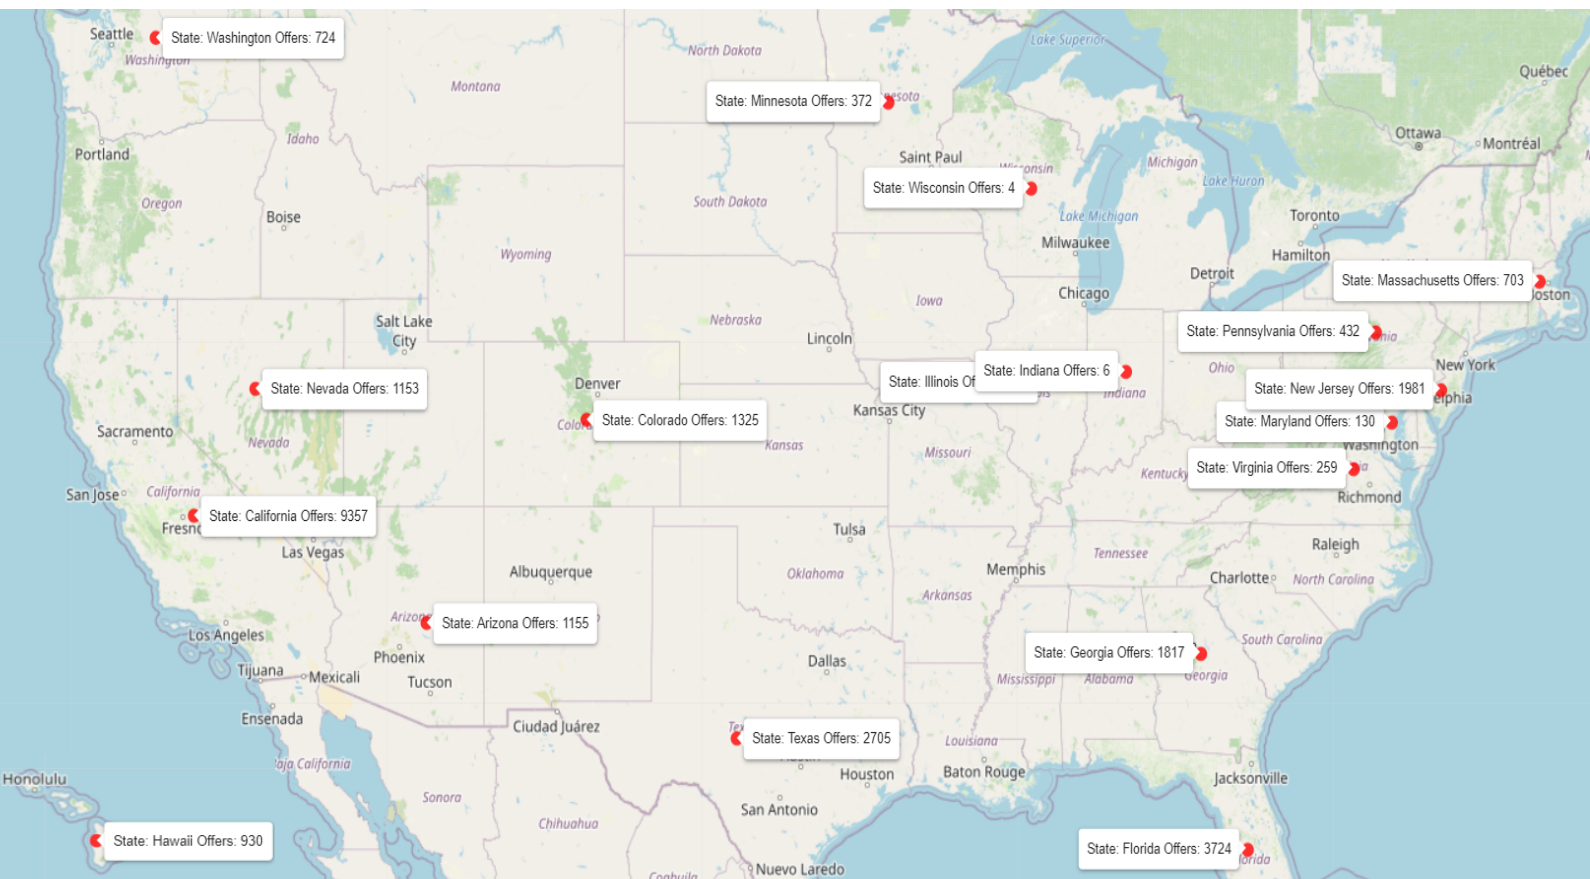 Seattle
State: Washington Offers: 724
Washington
North Dakota
Lake Superior
Montana
Québec
State: Minnesota Offers: 372
Idaho
Portland
Ottawa
Montréal
Saint Paul
Wisconsin
Michigan
State: Wisconsin Offers: 4
Lake Huron
Oregon
South Dakota
Boise
Lake Michigan
Toronto
Milwaukee
Wyoming
Hamilton
Detroit
State: Massachusetts Offers: 703
Chicago
Iowa
Salt Lake
City
Nebraska
Lincoln
State: Pennsylvania Offers: 432
New York
Ohio
State: Indiana Offers: 6
State: Illinois
Denver
State: Nevada Offers: 1153
State: New Jersey Offers: 1981
Indiana
Kansas City
State: Colorado Offers: 1325
State: Maryland Offers: 130
Sacramento
Nevada
Kansas
Missouri
Washington
Kentucky
State: Virginia Offers: 259
San Jose
California
Richmond
State: California Offers: 9357
Tulsa
Las Vegas
Tennessee
Raleigh
Albuquerque
Oklahoma
Memphis
Charlotte
North Carolina
Arkansas
State: Arizona Offers: 1155
Los Angeles
South Carolina
Phoenix
Dallas
State: Georgia Offers: 1817
Tijuana
Mexicali
Tucson
Mississippi
Alabama
Georgia
Ensenada
Ciudad Juárez
State: Texas Offers: 2705
Louisiana
Austin
Baja California
Honolulu
Houston
Baton Rouge
Jacksonville
Sonora
San Antonio
Chihuahua
State: Hawaii Offers: 930
State: Florida Offers: 3724
Nuevo Laredo
Coahuila